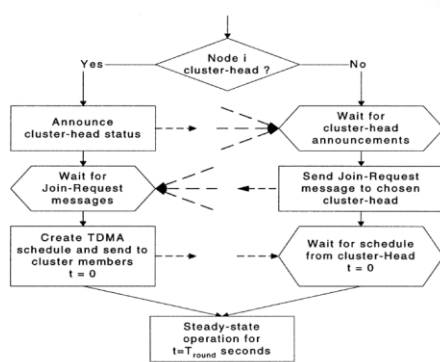 Node i
cluster-head ?
Yes
No
Announce
cluster-head status
Wait for
cluster-head
announcements
Wait for
Join-Request
messages
Send Join-Request
message to chosen
cluster-head
Create TDMA
schedule and send to
cluster members
t = 0
Wait for schedule
from cluster-Head
t = 0
Steady-state
operation for
t=Tround seconds